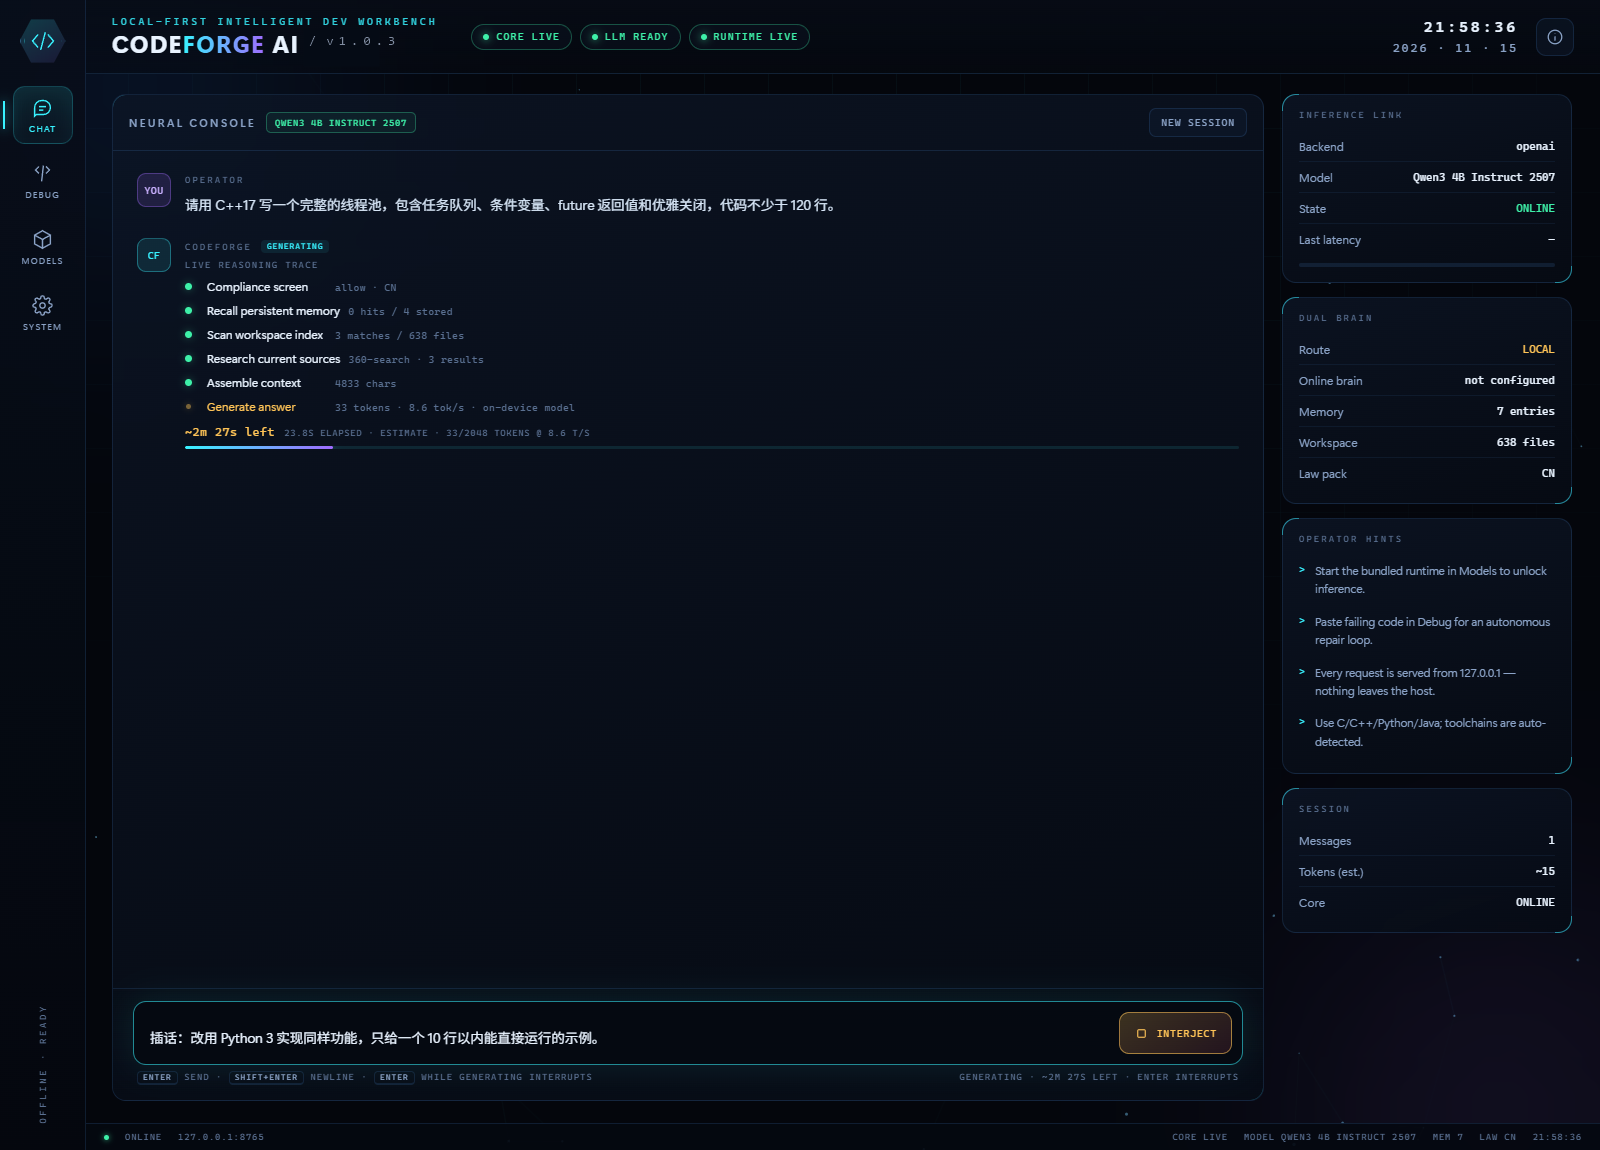 LOCAL-FIRST INTELLIGENT DEV WORKBENCH
CODEFORGE AI / v1.0.3
CORE LIVE
LLM READY
RUNTIME LIVE
21:58:36
2026 · 11 · 15
CHAT
DEBUG
MODELS
SYSTEM
OFFLINE · READY
NEURAL CONSOLE
QWEN3 4B INSTRUCT 2507
NEW SESSION
YOU
OPERATOR
请用 C++17 写一个完整的线程池，包含任务队列、条件变量、future 返回值和优雅关闭，代码不少于 120 行。
CF
CODEFORGE GENERATING
LIVE REASONING TRACE
Compliance screen allow · CN
Recall persistent memory 0 hits / 4 stored
Scan workspace index 3 matches / 638 files
Research current sources 360-search · 3 results
Assemble context 4833 chars
Generate answer 33 tokens · 8.6 tok/s · on-device model
~2m 27s left 23.8S ELAPSED · ESTIMATE · 33/2048 TOKENS @ 8.6 T/S
插话：改用 Python 3 实现同样功能，只给一个 10 行以内能直接运行的示例。
INTERJECT
ENTER SEND · SHIFT+ENTER NEWLINE · ENTER WHILE GENERATING INTERRUPTS
GENERATING · ~2M 27S LEFT · ENTER INTERRUPTS
INFERENCE LINK
Backend openai
Model Qwen3 4B Instruct 2507
State ONLINE
Last latency —
DUAL BRAIN
Route LOCAL
Online brain not configured
Memory 7 entries
Workspace 638 files
Law pack CN
OPERATOR HINTS
> Start the bundled runtime in Models to unlock
inference.
> Paste failing code in Debug for an autonomous
repair loop.
> Every request is served from 127.0.0.1 —
nothing leaves the host.
> Use C/C++/Python/Java; toolchains are auto-
detected.
SESSION
Messages 1
Tokens (est.) ~15
Core ONLINE
ONLINE 127.0.0.1:8765
CORE LIVE MODEL QWEN3 4B INSTRUCT 2507 MEM 7 LAW CN 21:58:36